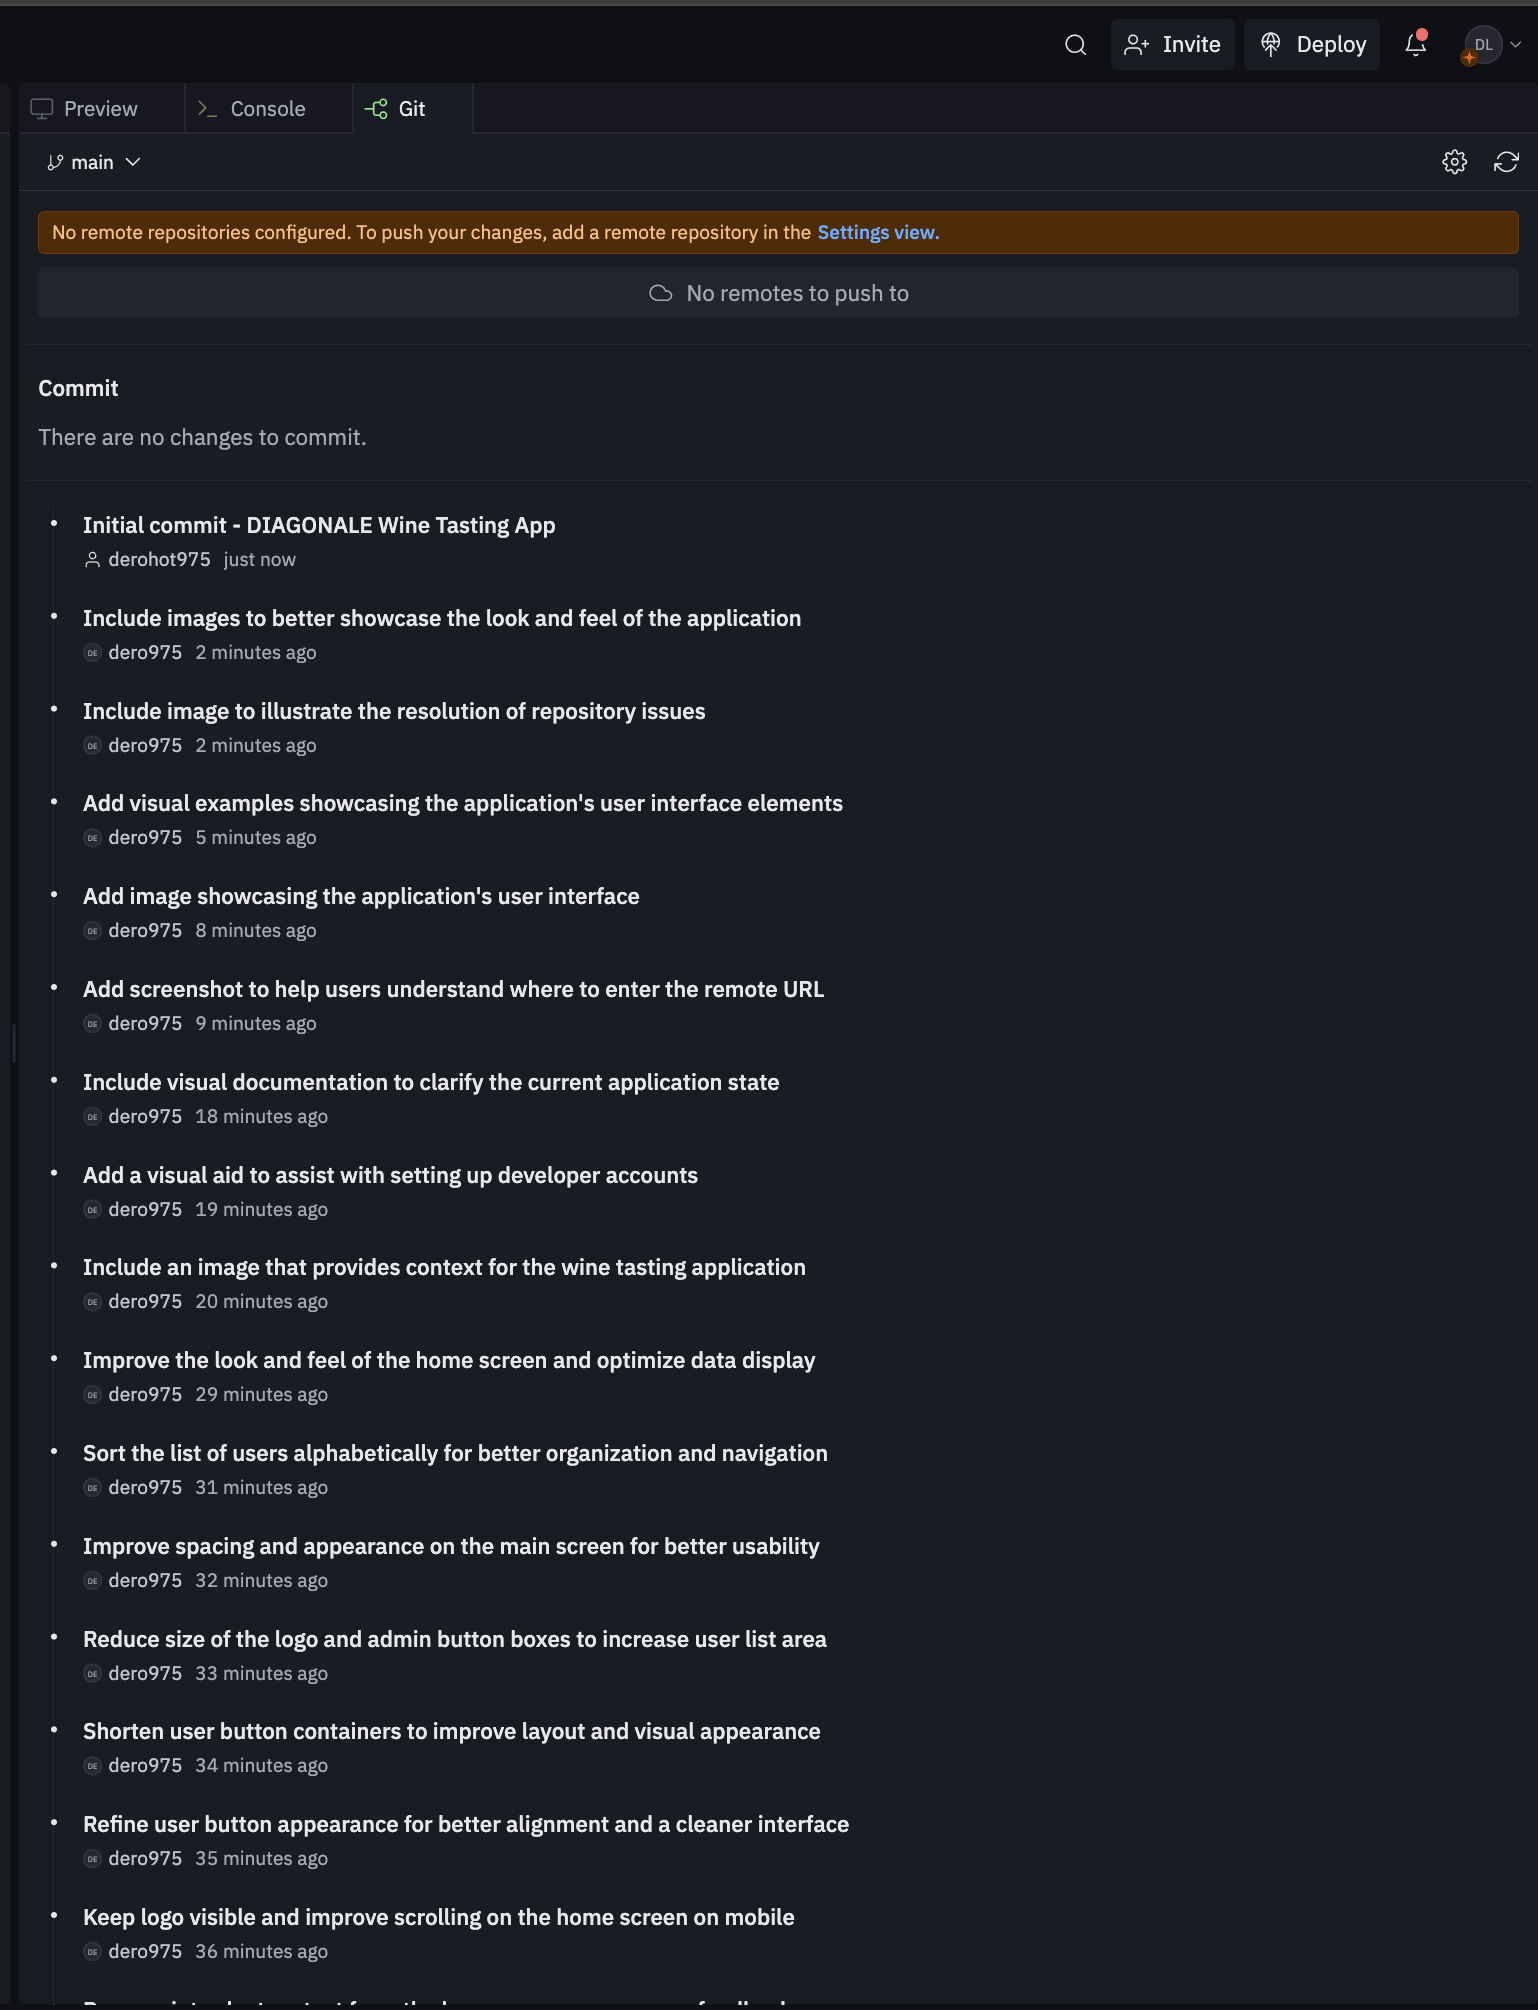 Invite
Deploy
DL
Preview
Console
Git
main
No remote repositories configured. To push your changes, add a remote repository in the Settings view.
No remotes to push to
Commit
There are no changes to commit.
Initial commit - DIAGONALE Wine Tasting App
derohot975 just now
Include images to better showcase the look and feel of the application
DE dero975 2 minutes ago
Include image to illustrate the resolution of repository issues
DE dero975 2 minutes ago
Add visual examples showcasing the application's user interface elements
DE dero975 5 minutes ago
Add image showcasing the application's user interface
DE dero975 8 minutes ago
Add screenshot to help users understand where to enter the remote URL
DE dero975 9 minutes ago
Include visual documentation to clarify the current application state
DE dero975 18 minutes ago
Add a visual aid to assist with setting up developer accounts
DE dero975 19 minutes ago
Include an image that provides context for the wine tasting application
DE dero975 20 minutes ago
Improve the look and feel of the home screen and optimize data display
DE dero975 29 minutes ago
Sort the list of users alphabetically for better organization and navigation
DE dero975 31 minutes ago
Improve spacing and appearance on the main screen for better usability
DE dero975 32 minutes ago
Reduce size of the logo and admin button boxes to increase user list area
DE dero975 33 minutes ago
Shorten user button containers to improve layout and visual appearance
DE dero975 34 minutes ago
Refine user button appearance for better alignment and a cleaner interface
DE dero975 35 minutes ago
Keep logo visible and improve scrolling on the home screen on mobile
DE dero975 36 minutes ago